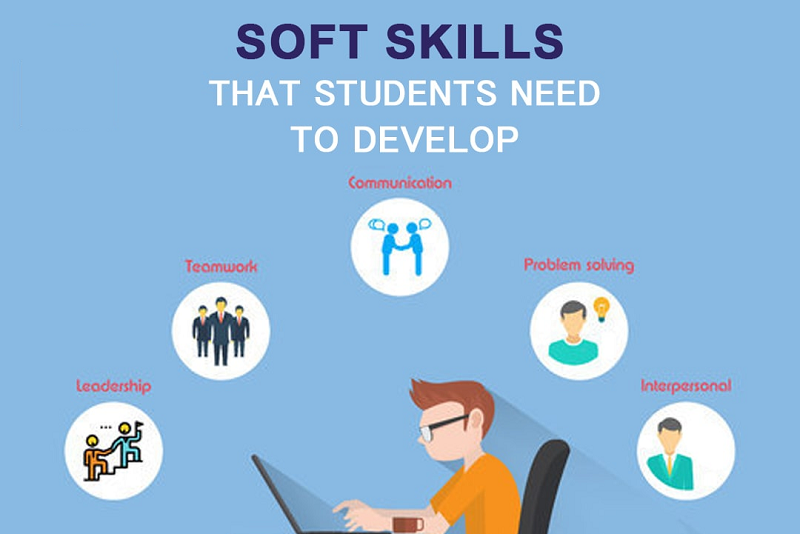 SOFT SKILLS
THAT STUDENTS NEED
TO DEVELOP
Communication
Teamwork
Problem solving
Leadership
Interpersonal